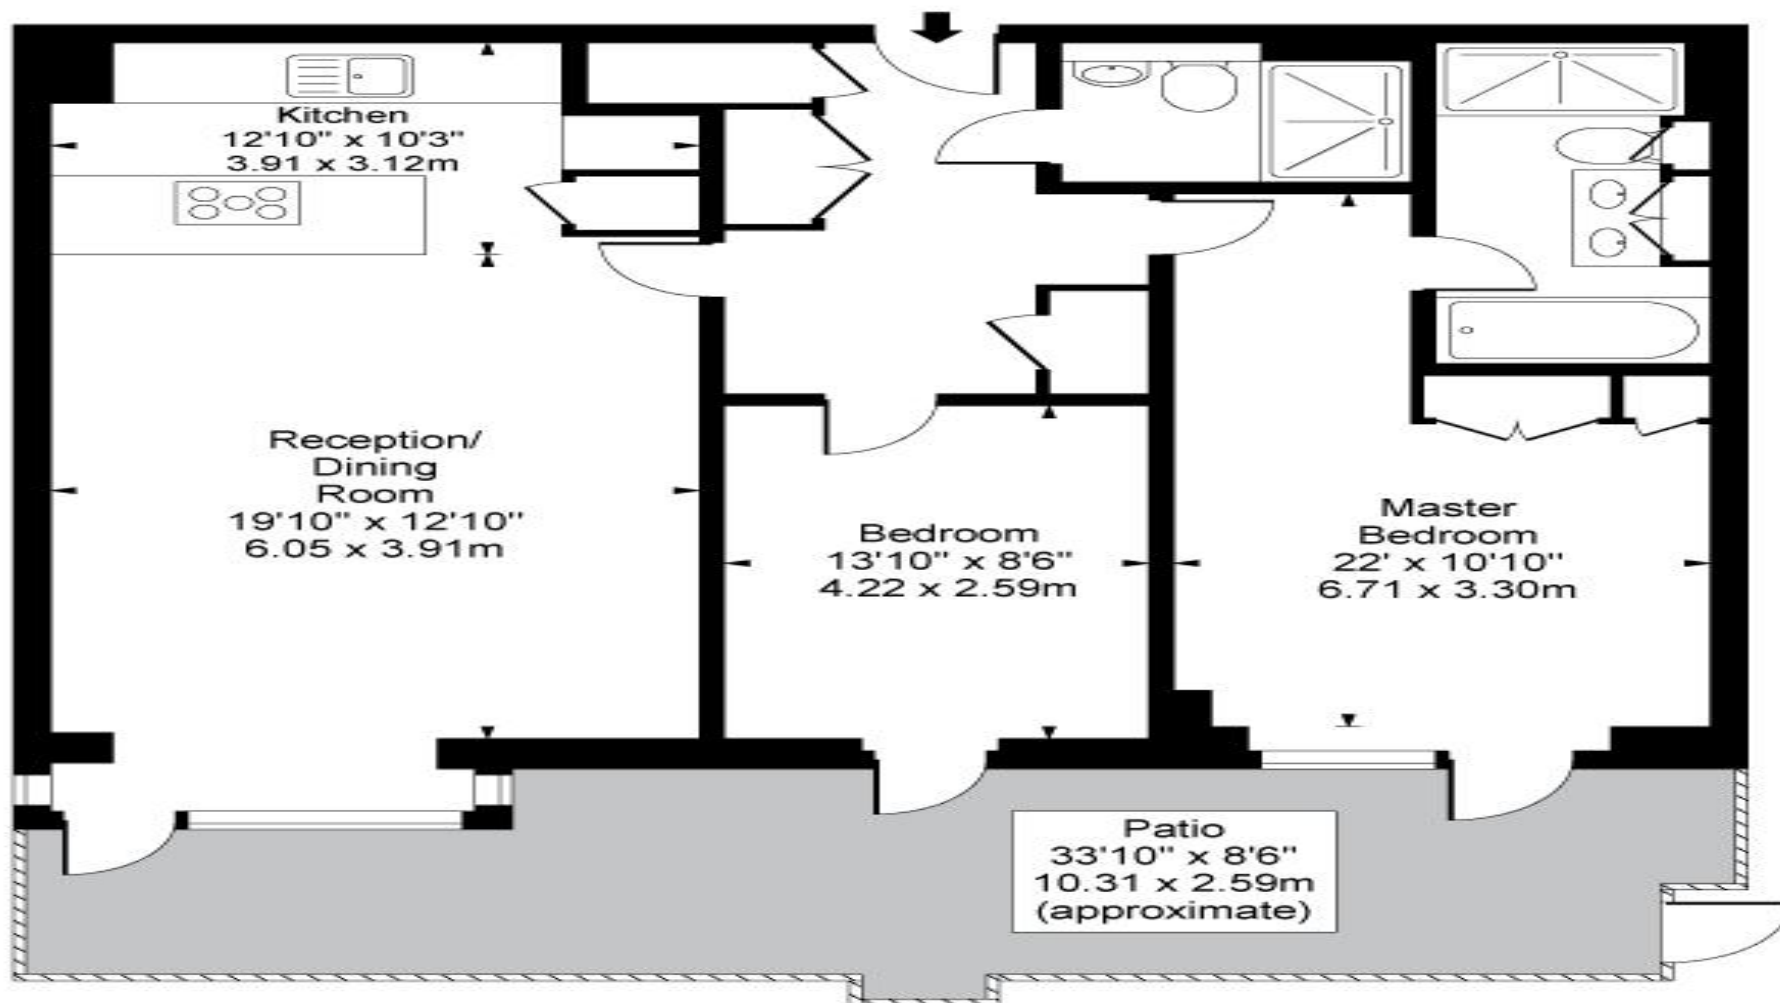 Kitchen
12'10" x 10'3"
3.91 x 3.12m
Reception/
Dining
Room
19'10" x 12'10"
6.05 x 3.91m
Bedroom
13'10" x 8'6"
4.22 x 2.59m
Master
Bedroom
22' x 10'10"
6.71 x 3.30m
Patio
33'10" x 8'6"
10.31 x 2.59m
(approximate)